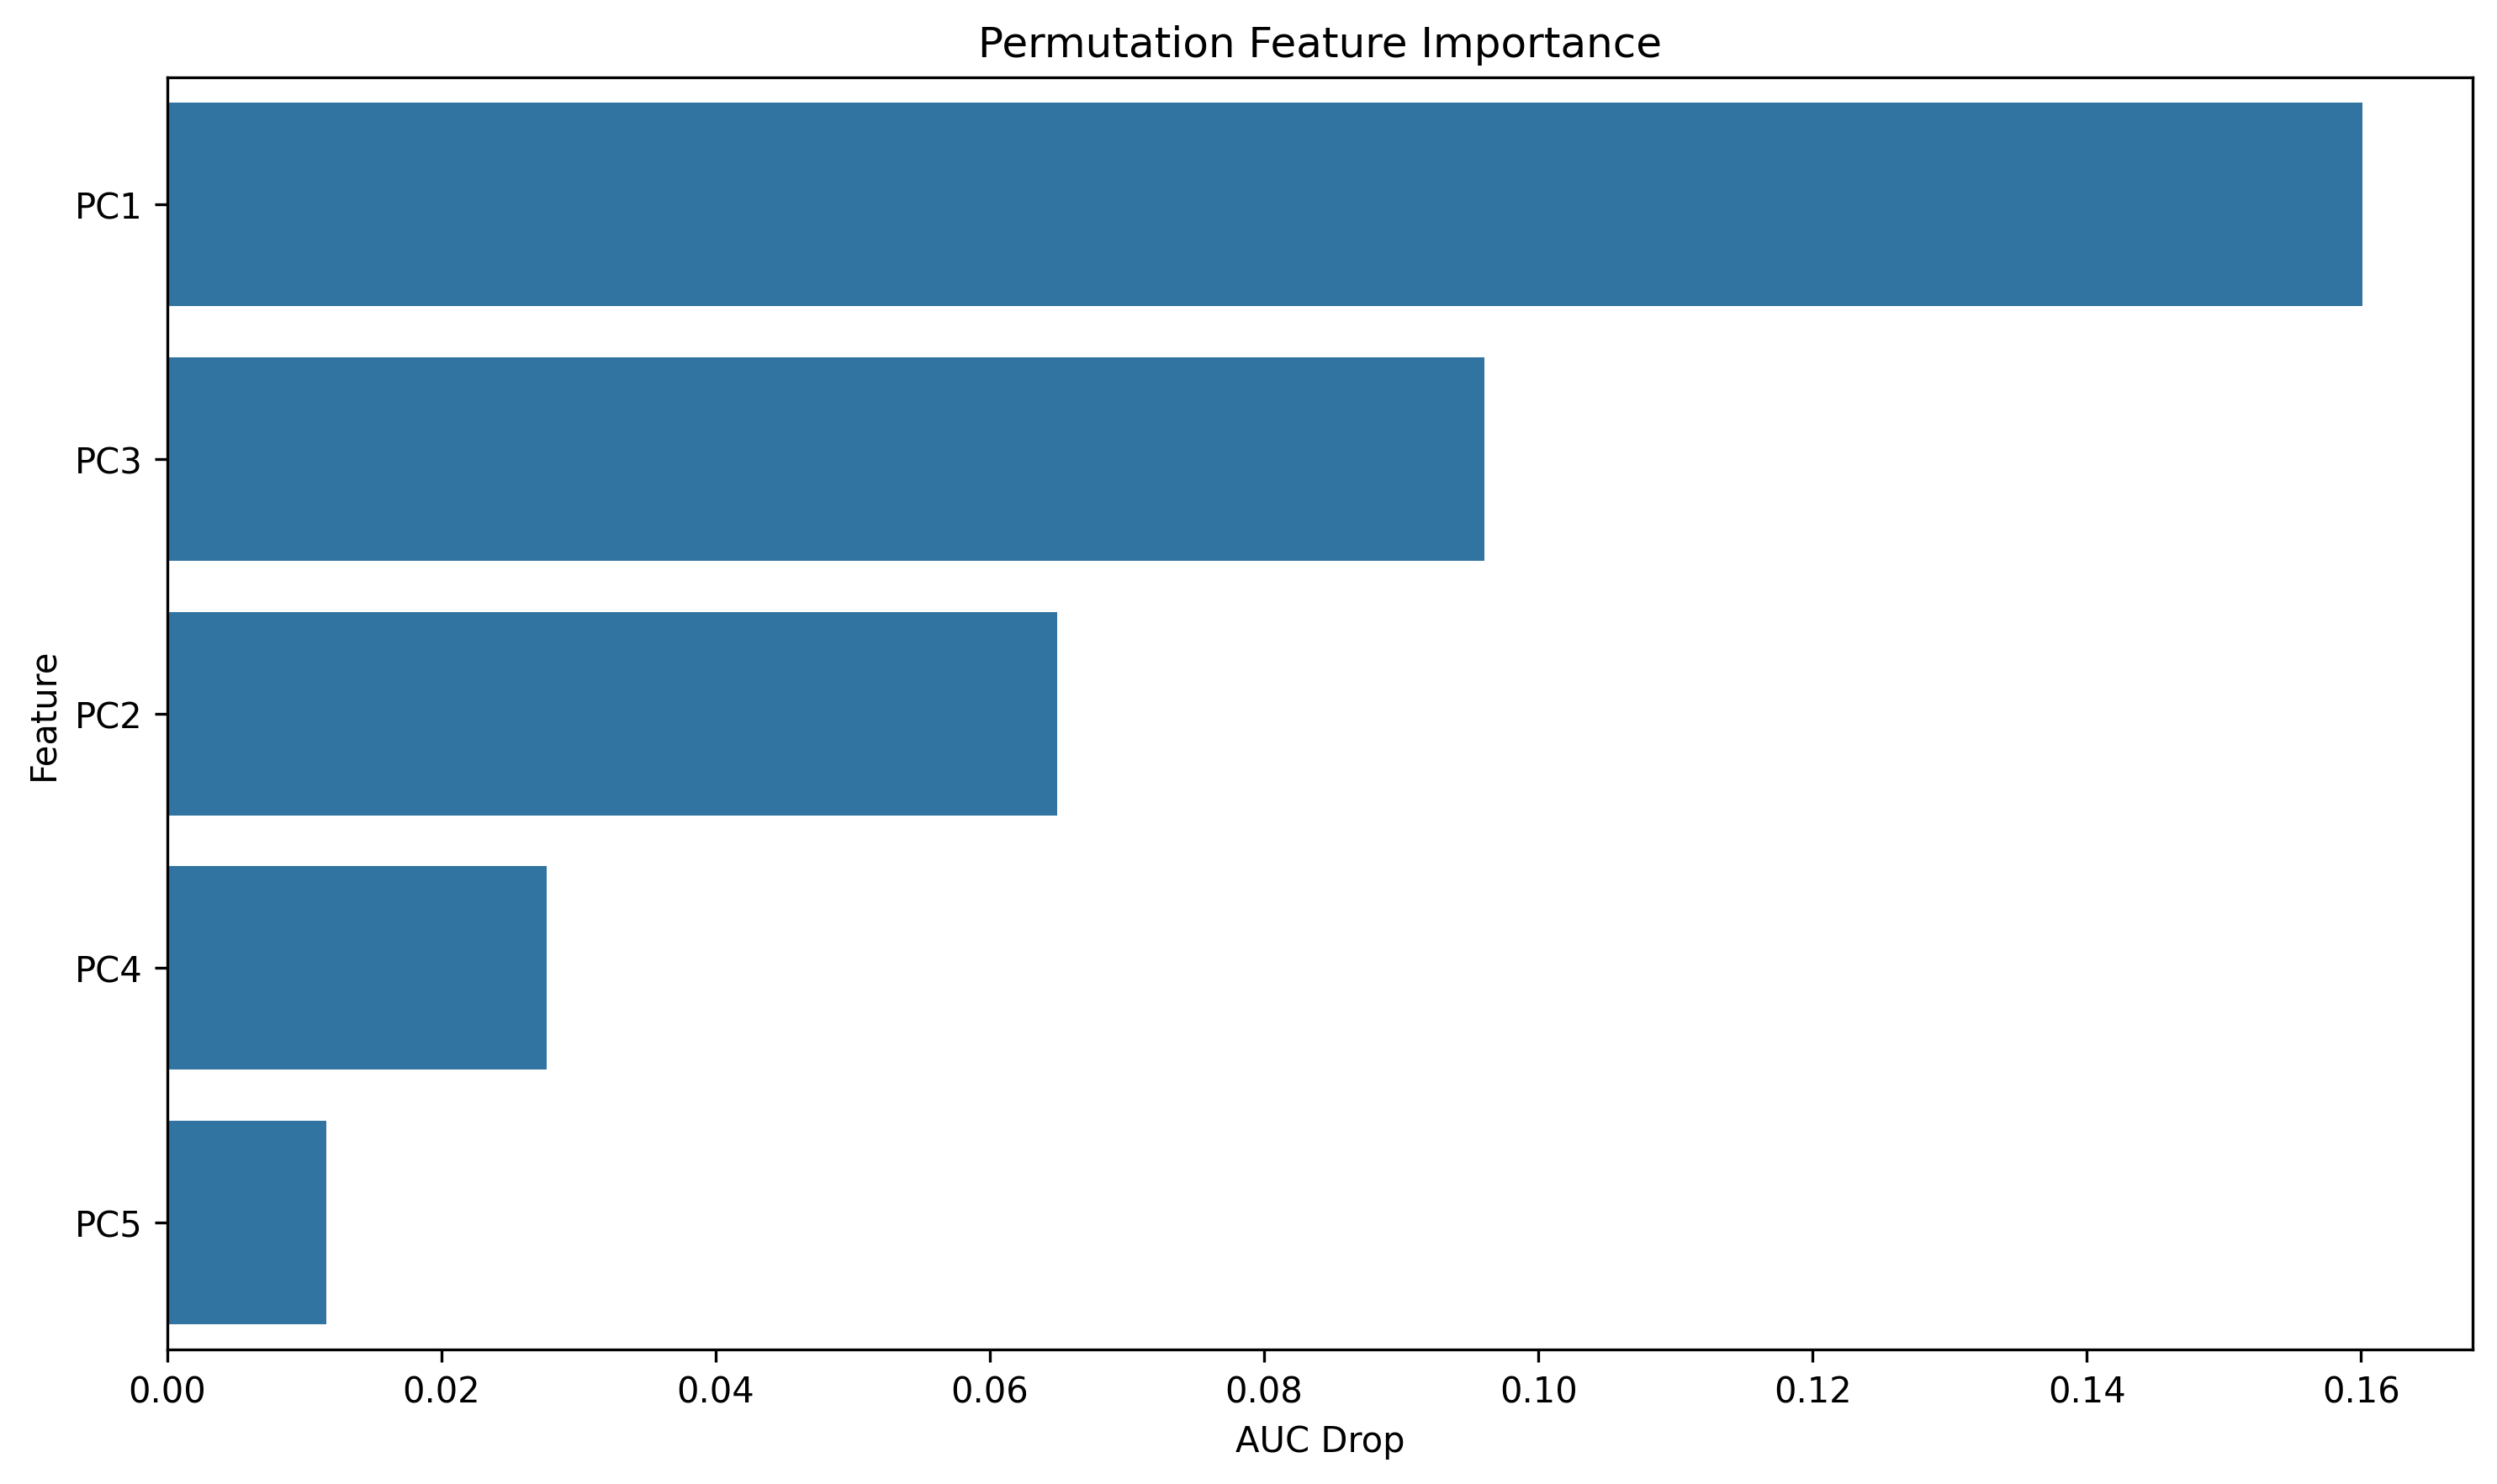 Permutation Feature Importance
Feature
PC1
PC3
PC2
PC4
PC5
0.00 0.02 0.04 0.06 0.08 0.10 0.12 0.14 0.16
AUC Drop